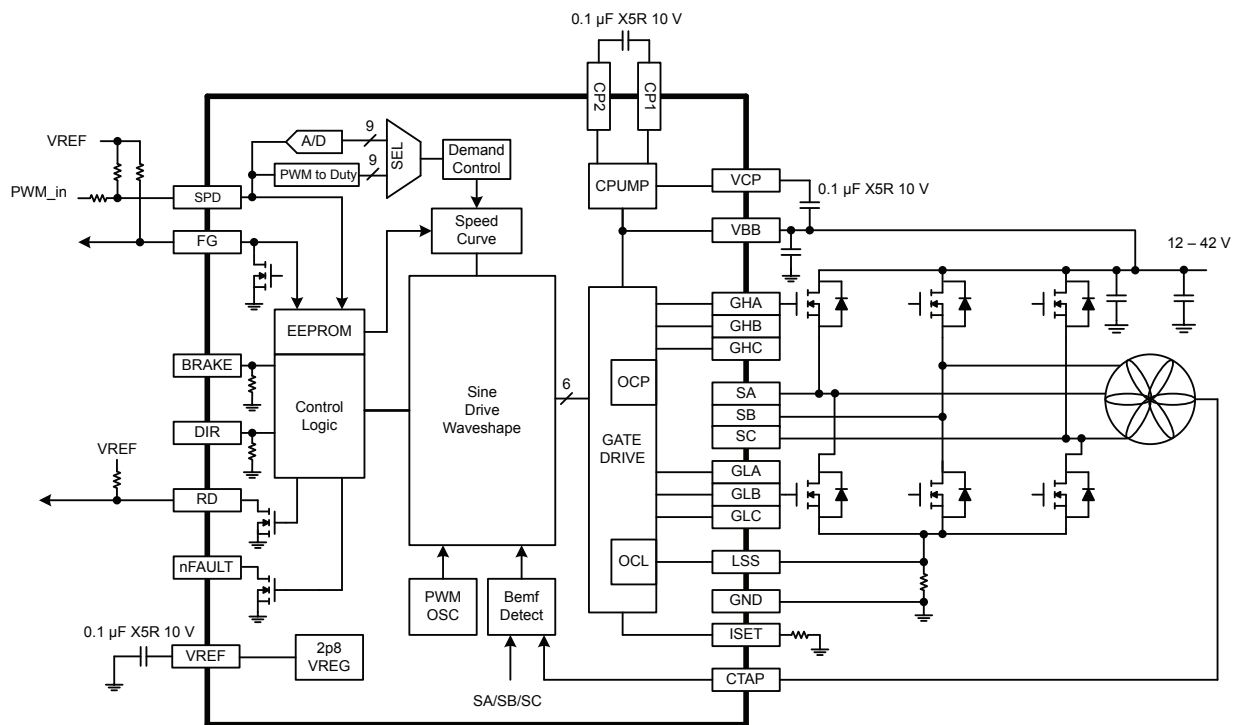 0.1 µF X5R 10 V
CP2
CP1
VREF
A/D
9
9
SEL
Demand
Control
PWM to Duty
PWM_in
SPD
CPUMP
VCP
0.1 µF X5R 10 V
FG
Speed
Curve
VBB
12 – 42 V
EEPROM
GHA
GHB
GHC
BRAKE
Control
Logic
Sine
Drive
Waveshape
6
OCP
SA
SB
SC
DIR
GATE
DRIVE
VREF
GLA
GLB
GLC
RD
nFAULT
OCL
LSS
PWM
OSC
Bemf
Detect
GND
ISET
0.1 µF X5R 10 V
VREF
2p8
VREG
SA/SB/SC
CTAP